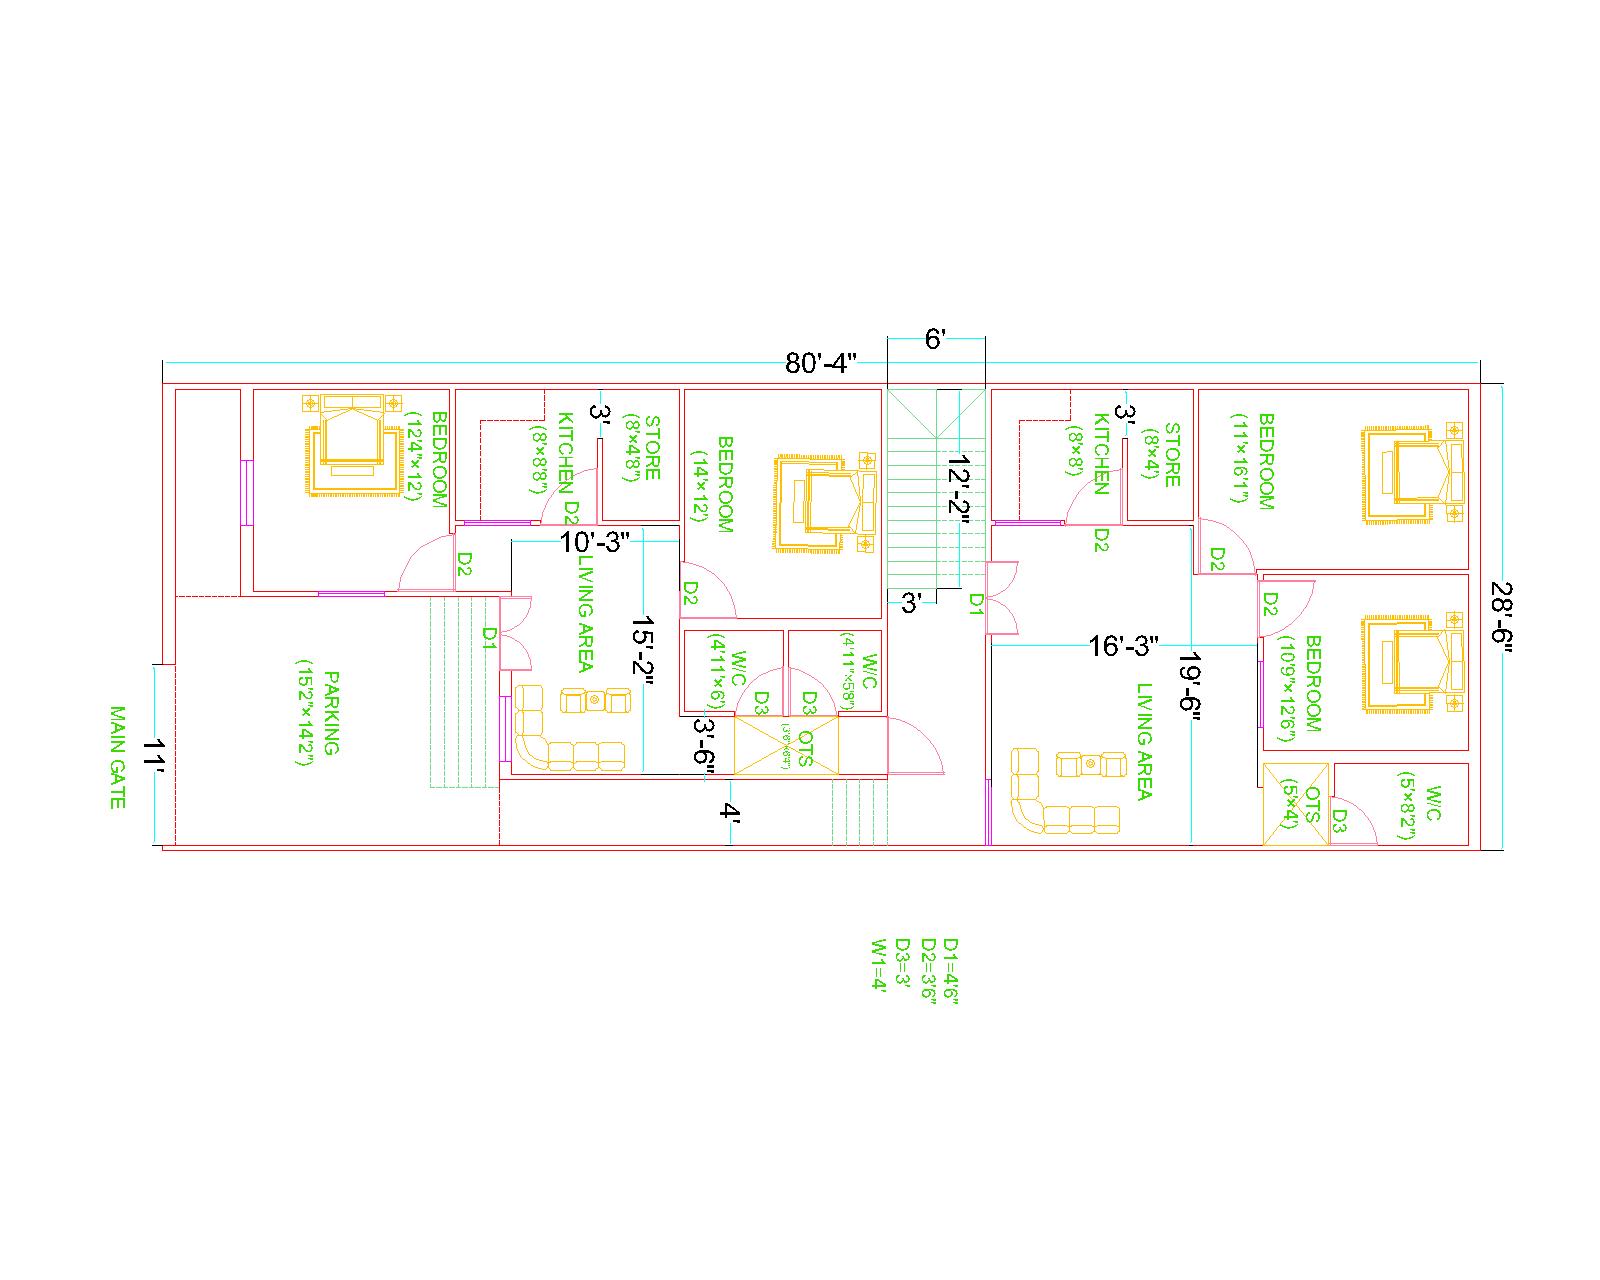 6'
80'-4"
BEDROOM
(12'4"×12')
KITCHEN
(8'×8'8")
3'
STORE
(8'×4'8")
BEDROOM
(14'×12')
12'-2"
KITCHEN
(8'×8')
3'
STORE
(8'×4')
BEDROOM
(11'×16'1")
D2
D2
10'-3"
LIVING AREA
D2
3'
D1
D2
D2
D2
28'-6"
D1
15'-2"
W/C
(4'11'×6')
D3
W/C
(4'11"×5'8")
D3
16'-3"
19'-6"
LIVING AREA
BEDROOM
(10'9"×12'6")
PARKING
(15'2"×14'2")
3'-6"
OTS
(3'6"×6'4")
MAIN GATE
11'
4'
OTS
(5'×4')
D3
W/C
(5'×8'2")
D1=4'6"
D2=3'6"
D3=3'
W1=4'